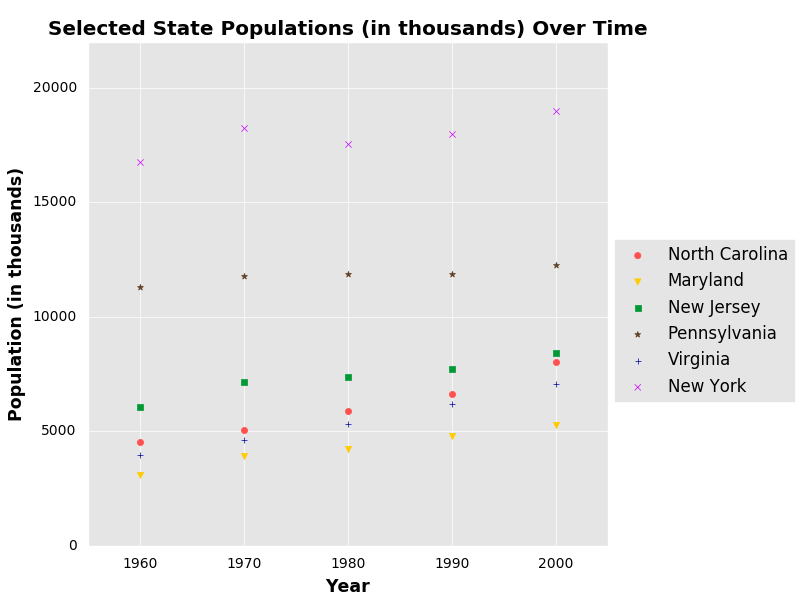 Selected State Populations (in thousands) Over Time
Population (in thousands)
20000
15000
10000
5000
0
1960 1970 1980 1990 2000
Year
North Carolina
Maryland
New Jersey
Pennsylvania
Virginia
New York